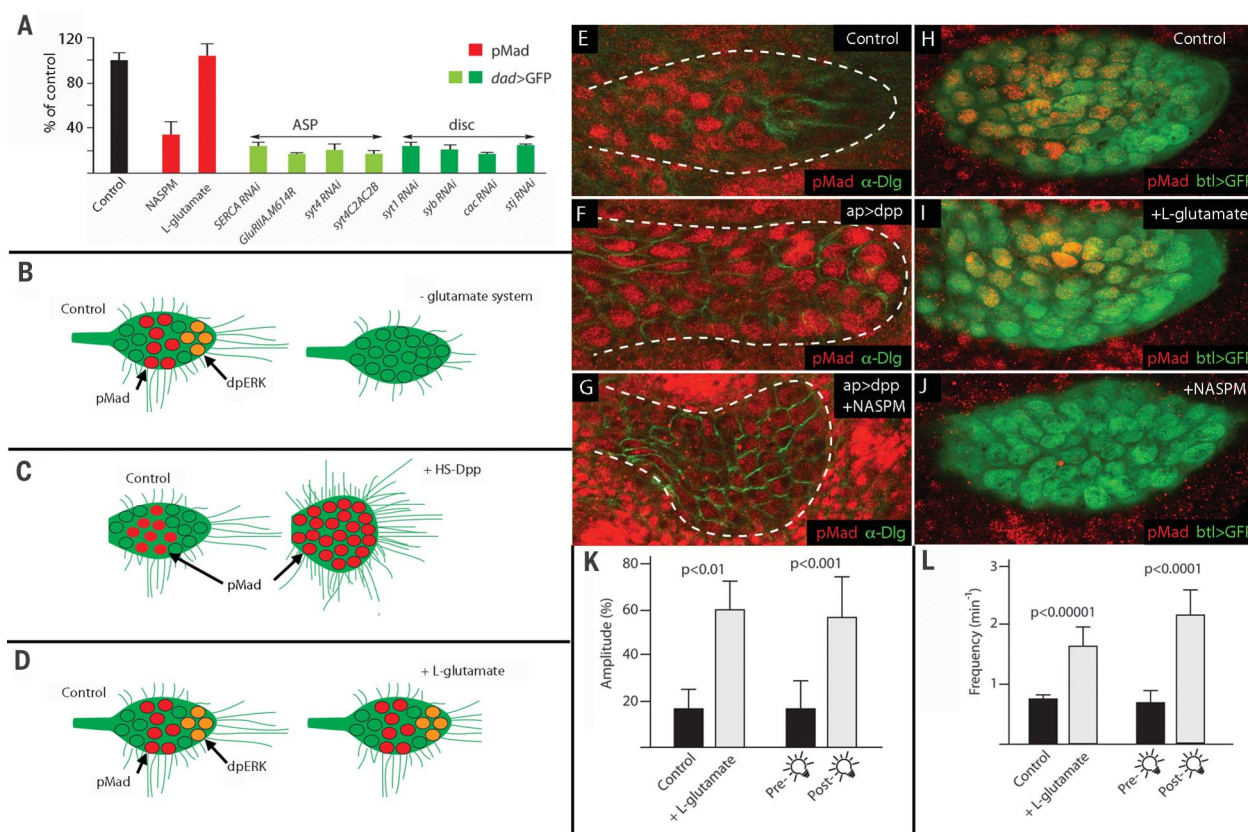 A
120
80
40
% of control
pMad
dad>GFP
ASP
disc
Control
NASPM
L-glutamate
SERCA RNAi
GluRIIA.M614R
syt4 RNAi
syt4C2AC2B
syt1 RNAi
syb RNAi
cac RNAi
stj RNAi
B
Control
- glutamate system
dpERK
pMad
C
Control
+ HS-Dpp
pMad
D
Control
+ L-glutamate
pMad
dpERK
E
Control
pMad α-Dlg
F
ap>dpp
pMad α-Dlg
G
ap>dpp
+NASPM
pMad α-Dlg
H
Control
pMad btl>GFP
I
+L-glutamate
pMad btl>GFP
J
+NASPM
pMad btl>GFP
K
80
60
40
20
Amplitude (%)
p<0.01
p<0.001
Control
+ L-glutamate
Pre-
Post-
L
3
2
1
Frequency (min⁻¹)
p<0.00001
p<0.0001
Control
+ L-glutamate
Pre-
Post-